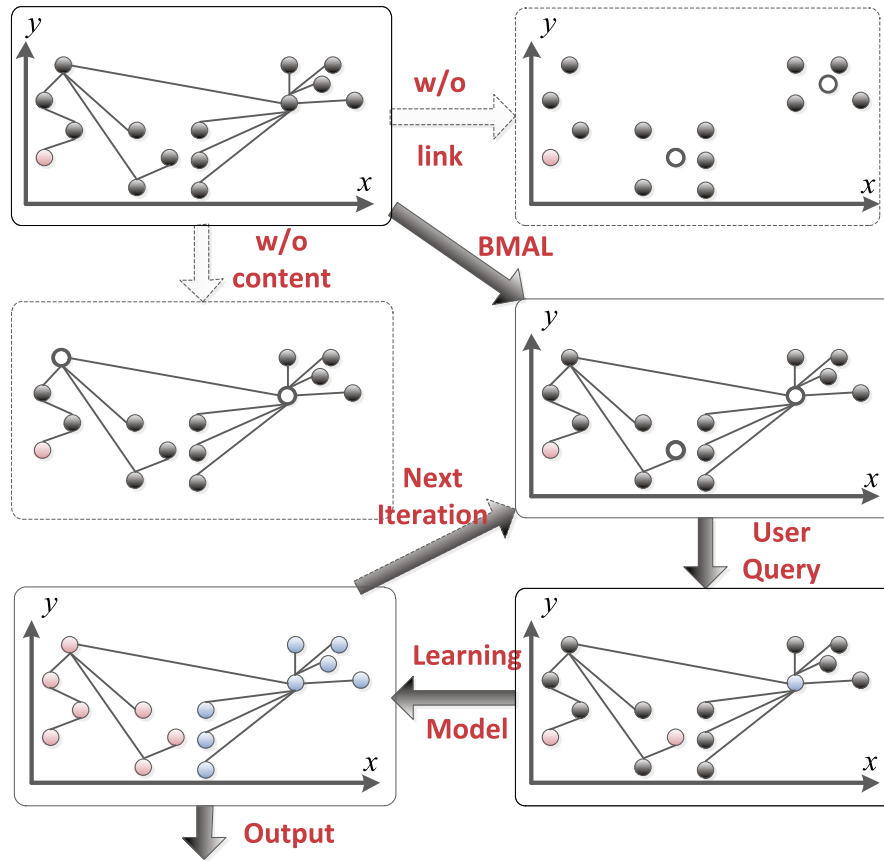 y
x
w/o
link
y
x
w/o
content
BMAL
y
x
Next
Iteration
User
Query
y
x
Learning
Model
y
x
Output